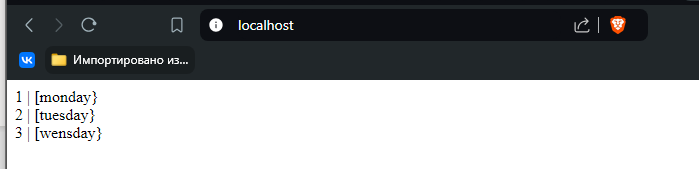 localhost
Импортировано из...
1 | [monday}
2 | [tuesday}
3 | [wensday}